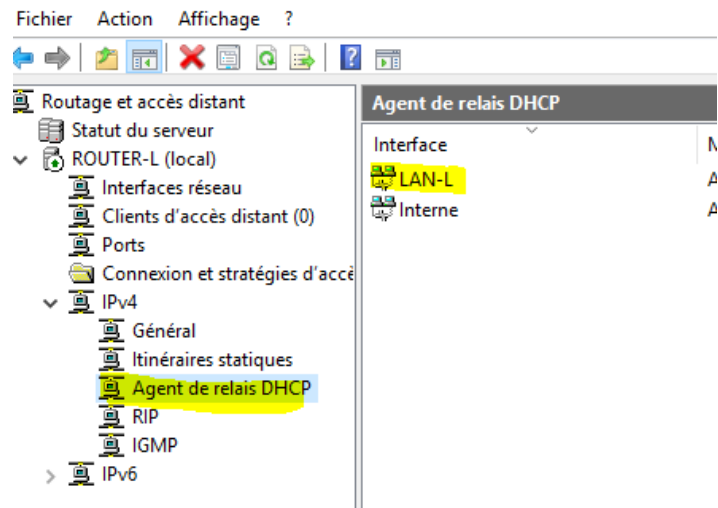 Fichier Action Affichage ?
Routage et accès distant
Statut du serveur
ROUTER-L (local)
Interfaces réseau
Clients d'accès distant (0)
Ports
Connexion et stratégies d'accè
IPv4
Général
Itinéraires statiques
Agent de relais DHCP
RIP
IGMP
IPv6
Agent de relais DHCP
Interface
LAN-L A
Interne A